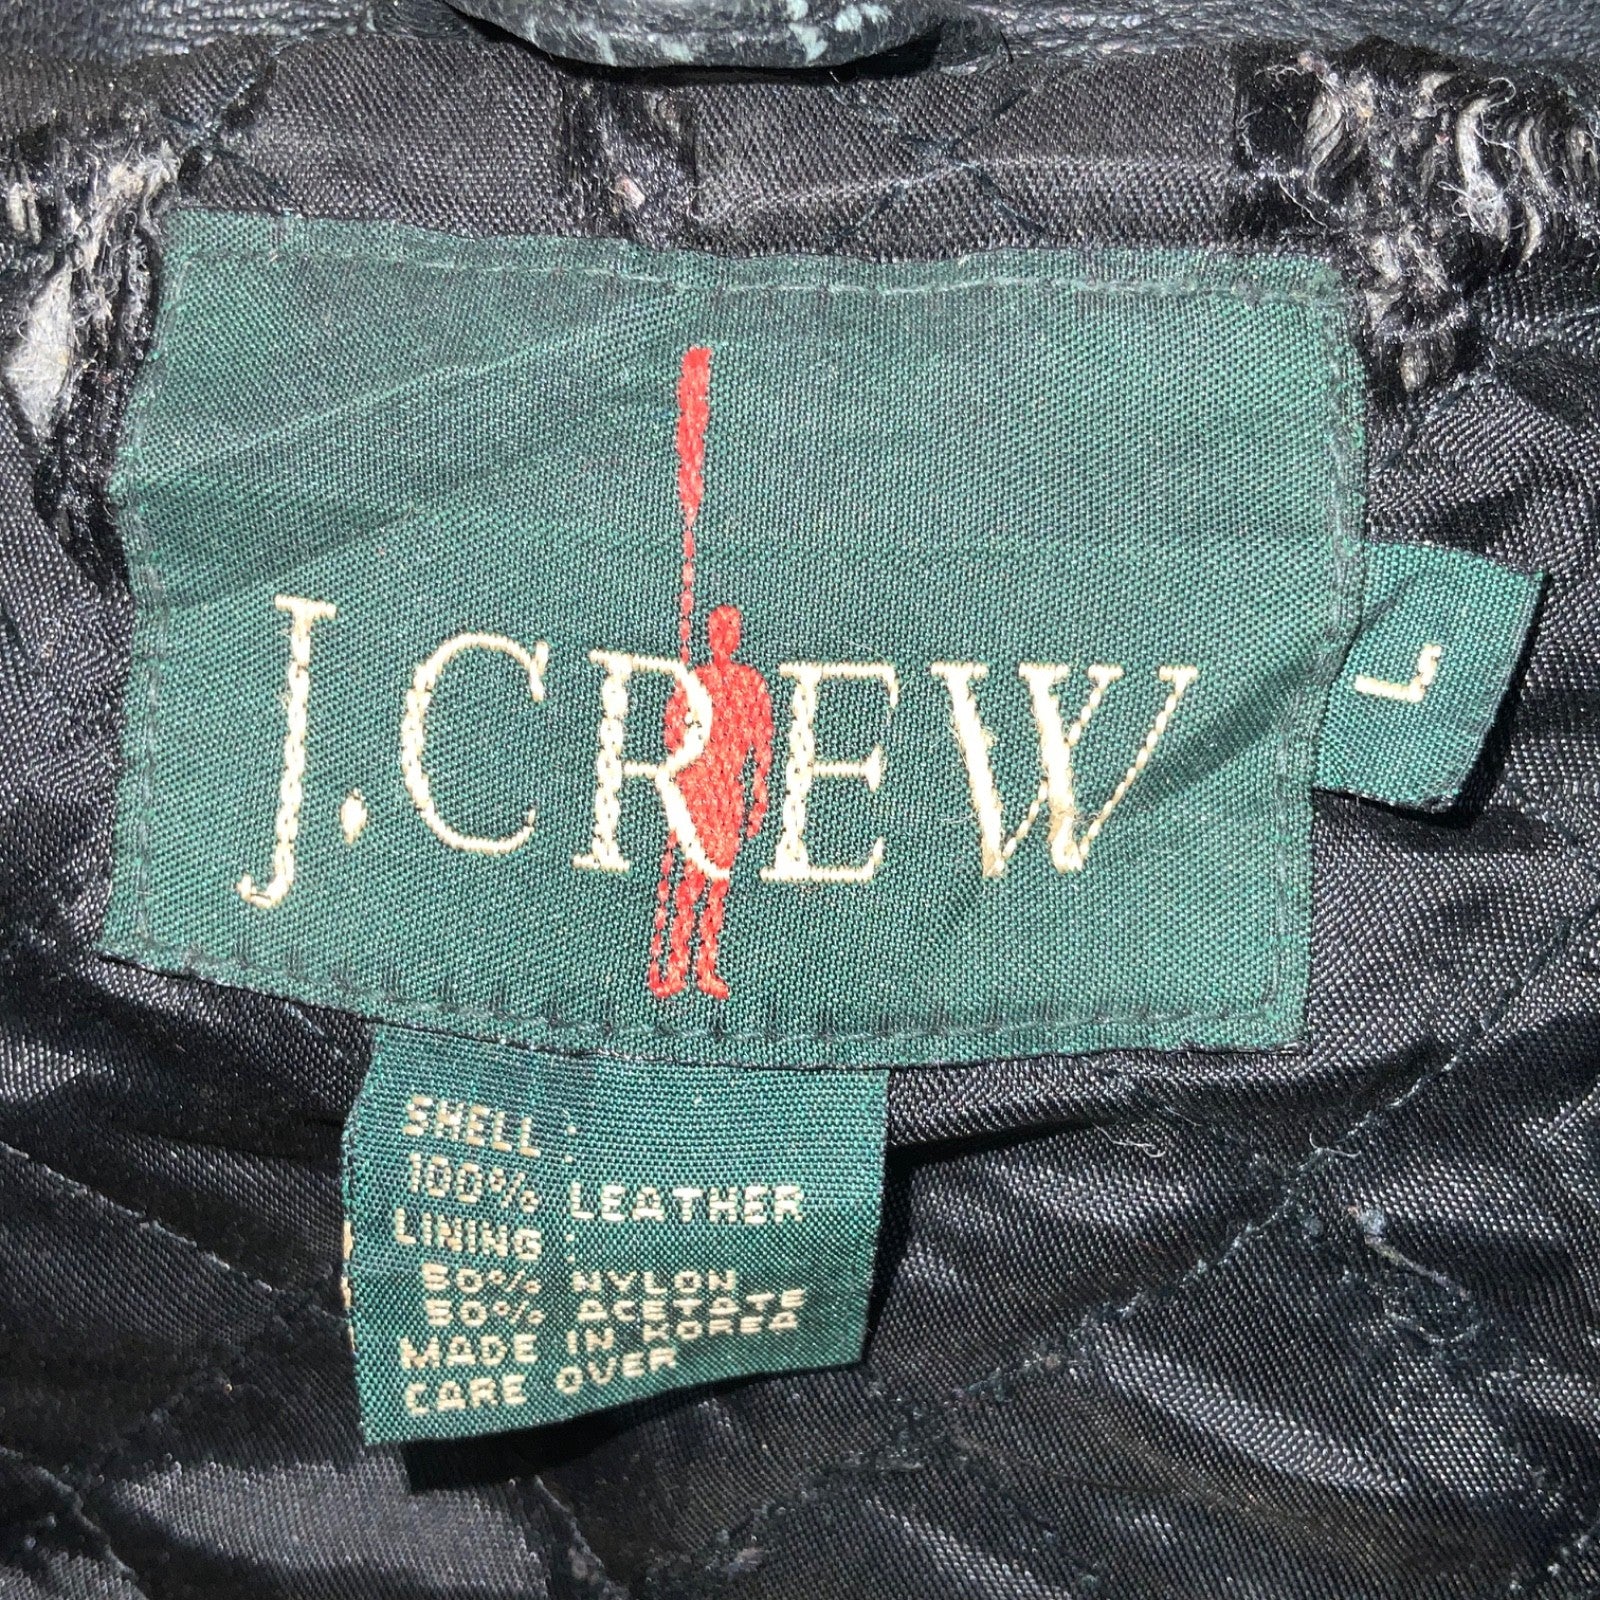 J.CREW
L
SHELL :
100% LEATHER
LINING :
50% NYLON
50% ACETATE
MADE IN KOREA
CARE OVER